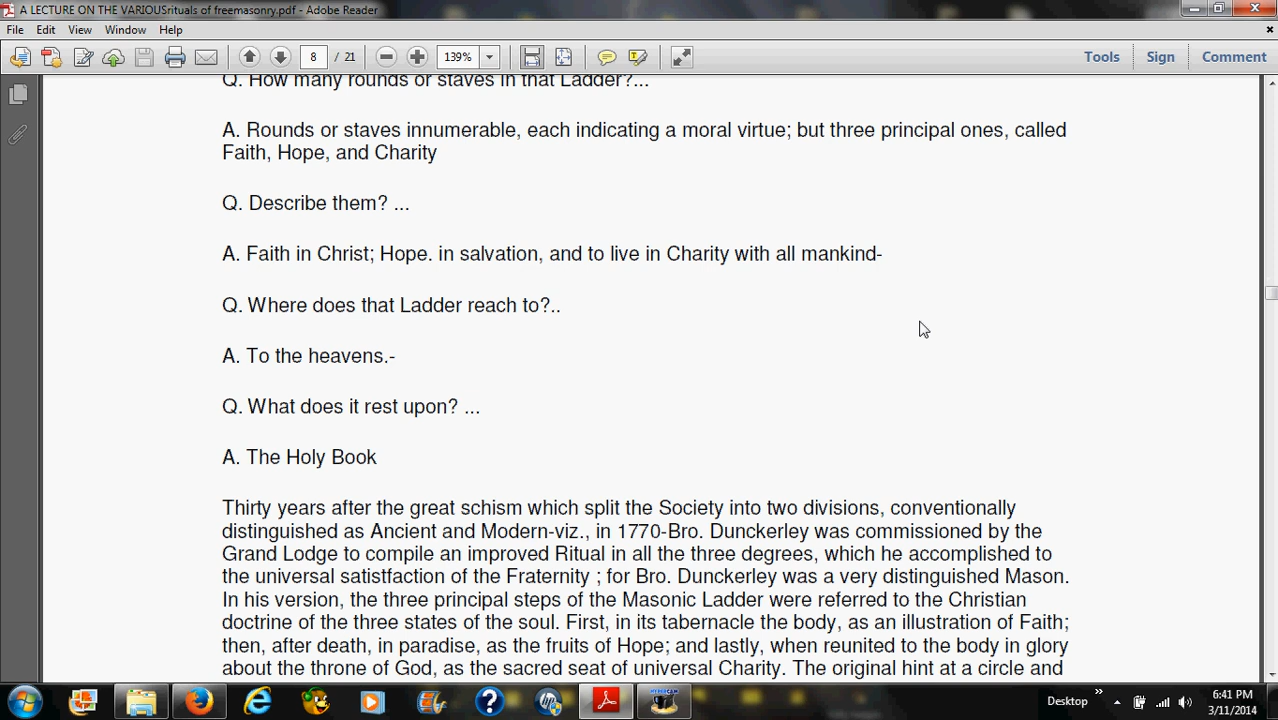 A LECTURE ON THE VARIOUSrituals of freemasonry.pdf - Adobe Reader
File Edit View Window Help
8 / 21 139% Tools Sign Comment
Q. How many rounds or staves in that Ladder?...
A. Rounds or staves innumerable, each indicating a moral virtue; but three principal ones, called
Faith, Hope, and Charity
Q. Describe them? ...
A. Faith in Christ; Hope. in salvation, and to live in Charity with all mankind-
Q. Where does that Ladder reach to?..
A. To the heavens.-
Q. What does it rest upon? ...
A. The Holy Book
Thirty years after the great schism which split the Society into two divisions, conventionally
distinguished as Ancient and Modern-viz., in 1770-Bro. Dunckerley was commissioned by the
Grand Lodge to compile an improved Ritual in all the three degrees, which he accomplished to
the universal satistfaction of the Fraternity ; for Bro. Dunckerley was a very distinguished Mason.
In his version, the three principal steps of the Masonic Ladder were referred to the Christian
doctrine of the three states of the soul. First, in its tabernacle the body, as an illustration of Faith;
then, after death, in paradise, as the fruits of Hope; and lastly, when reunited to the body in glory
about the throne of God, as the sacred seat of universal Charity. The original hint at a circle and
Desktop » 6:41 PM
3/11/2014